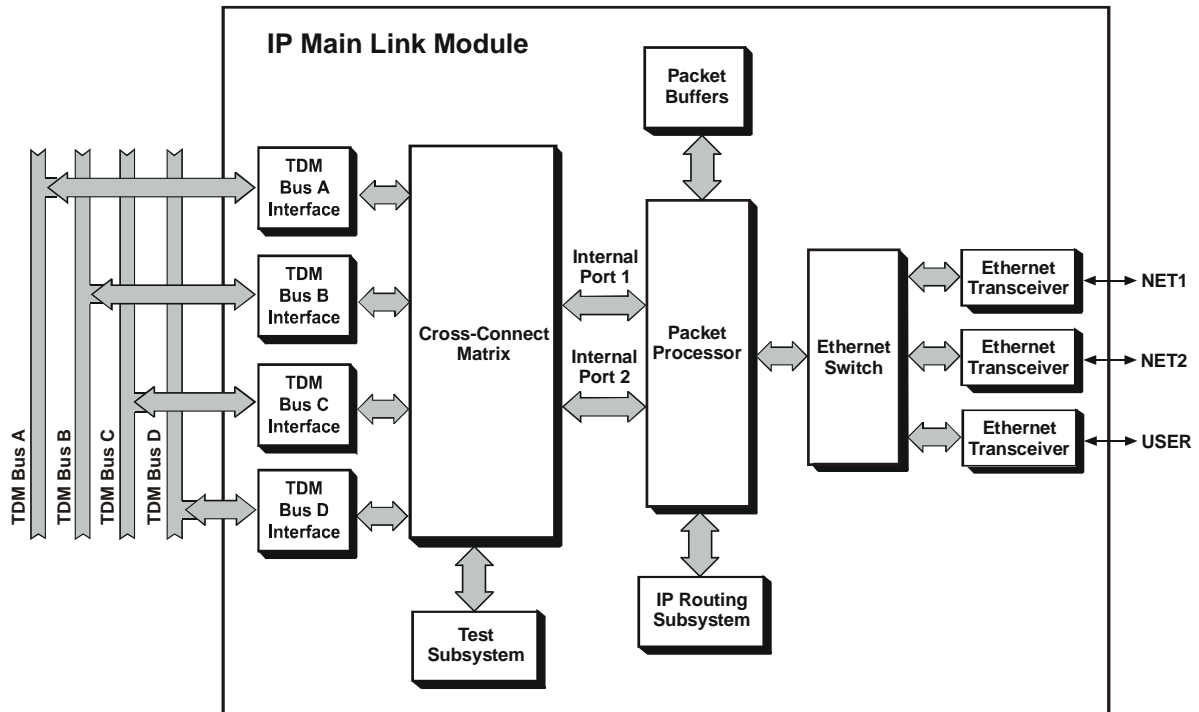 IP Main Link Module
Packet
Buffers
TDM
Bus A
Interface
TDM
Bus B
Interface
TDM
Bus C
Interface
TDM
Bus D
Interface
TDM Bus A
TDM Bus B
TDM Bus C
TDM Bus D
Cross-Connect
Matrix
Internal
Port 1
Internal
Port 2
Packet
Processor
Ethernet
Switch
Ethernet
Transceiver
NET1
Ethernet
Transceiver
NET2
Ethernet
Transceiver
USER
Test
Subsystem
IP Routing
Subsystem